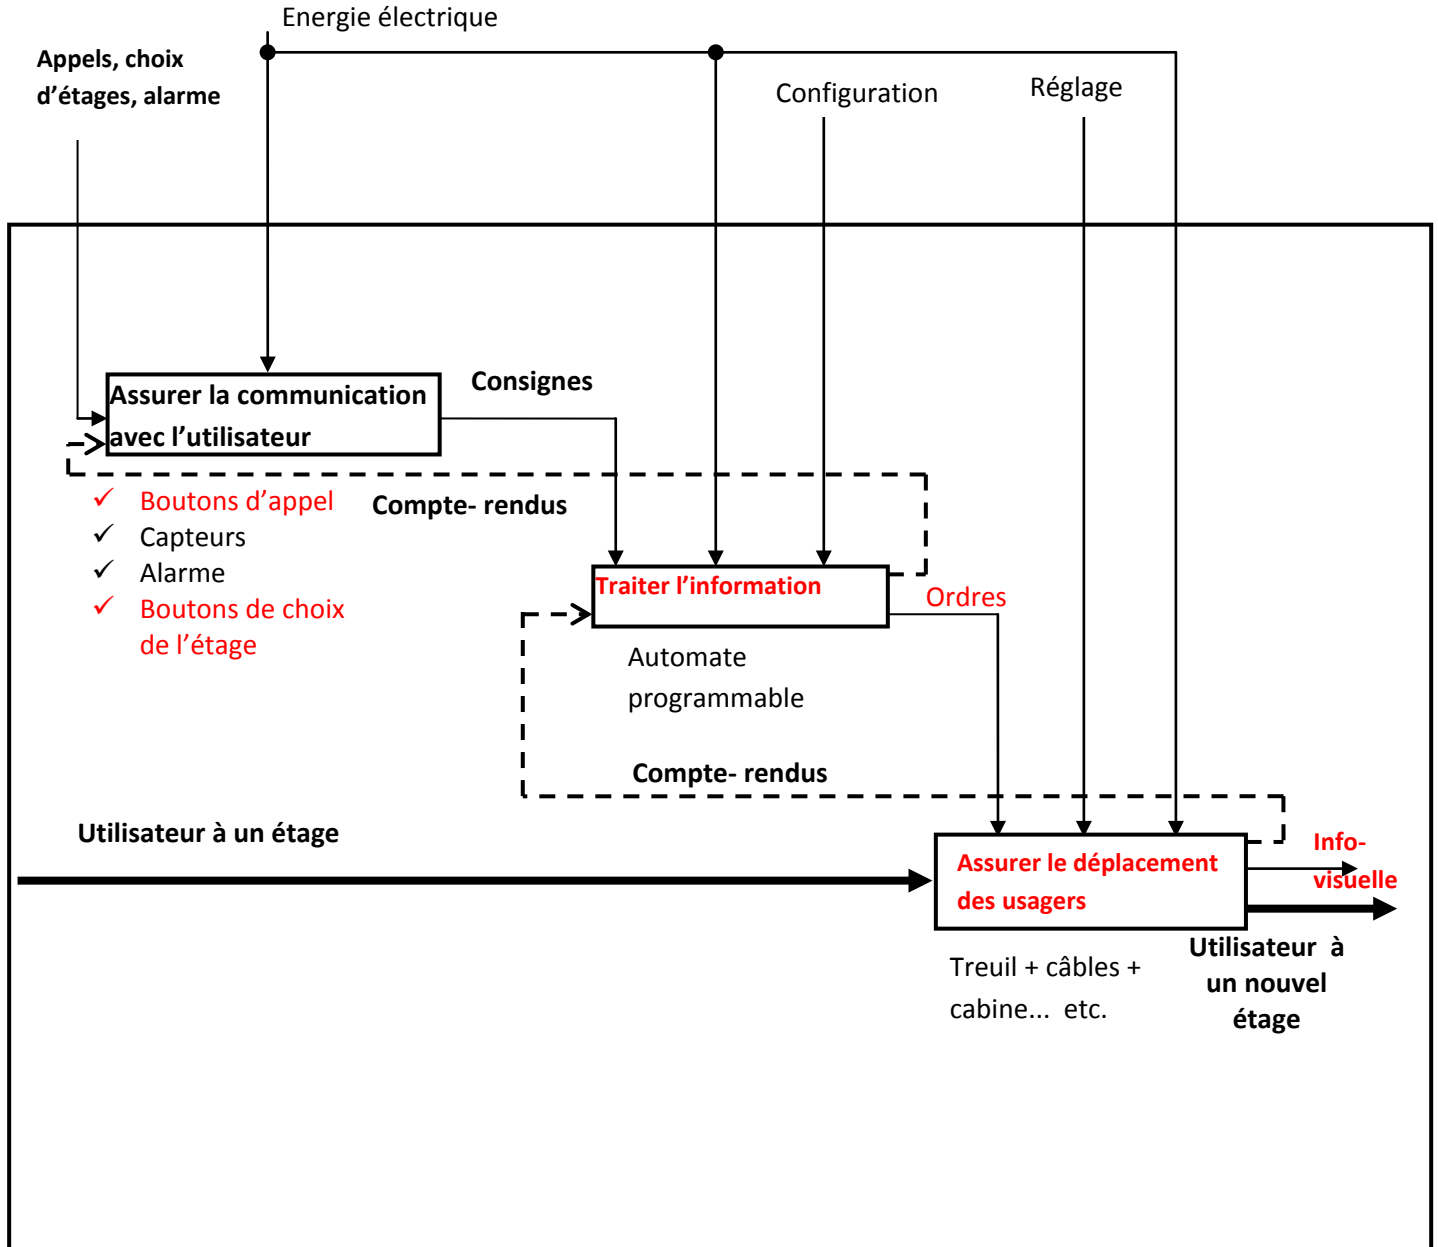 Energie électrique
Appels, choix
d'étages, alarme
Configuration
Réglage
Assurer la communication
avec l'utilisateur
Consignes
✓ Boutons d'appel
✓ Capteurs
✓ Alarme
✓ Boutons de choix
de l'étage
Compte- rendus
Traiter l'information
Ordres
Automate
programmable
Compte- rendus
Utilisateur à un étage
Assurer le déplacement
des usagers
Info-
visuelle
Treuil + câbles +
cabine... etc.
Utilisateur à
un nouvel
étage